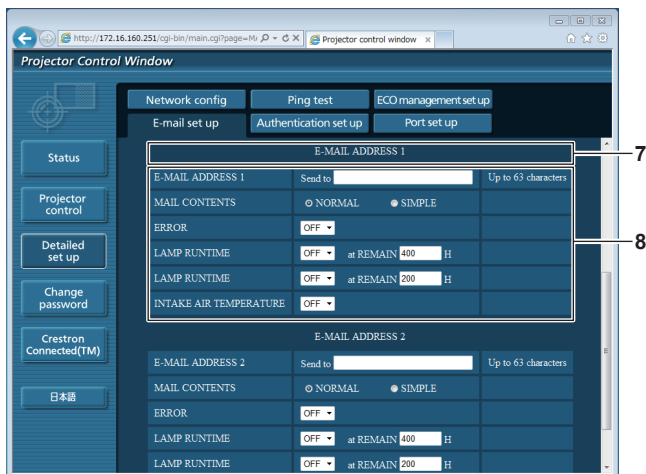 http://172.16.160.251/cgi-bin/main.cgi?page=M
Projector control window
Projector Control Window
Network config Ping test ECO management set up
E-mail set up Authentication set up Port set up
Status
Projector control
Detailed set up
Change password
Crestron Connected(TM)
日本語
E-MAIL ADDRESS 1
7
E-MAIL ADDRESS 1 Send to Up to 63 characters
MAIL CONTENTS NORMAL SIMPLE
ERROR OFF
8
LAMP RUNTIME OFF at REMAIN 400 H
LAMP RUNTIME OFF at REMAIN 200 H
INTAKE AIR TEMPERATURE OFF
E-MAIL ADDRESS 2
E-MAIL ADDRESS 2 Send to Up to 63 characters
MAIL CONTENTS NORMAL SIMPLE
ERROR OFF
LAMP RUNTIME OFF at REMAIN 400 H
LAMP RUNTIME OFF at REMAIN 200 H